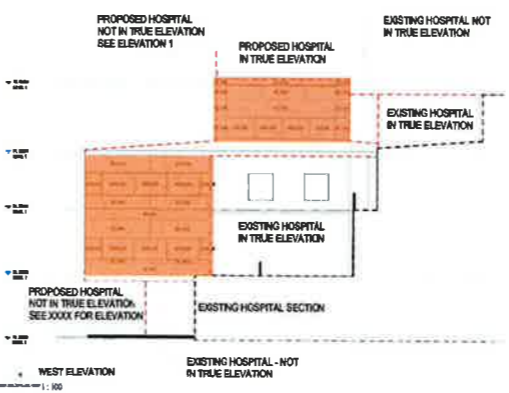 PROPOSED HOSPITAL
NOT IN TRUE ELEVATION
SEE ELEVATION 1
PROPOSED HOSPITAL
IN TRUE ELEVATION
EXISTING HOSPITAL NOT
IN TRUE ELEVATION
EXISTING HOSPITAL
IN TRUE ELEVATION
EXISTING HOSPITAL
IN TRUE ELEVATION
PROPOSED HOSPITAL
NOT IN TRUE ELEVATION
SEE XXXX FOR ELEVATION
EXISTING HOSPITAL SECTION
EXISTING HOSPITAL - NOT
IN TRUE ELEVATION
WEST ELEVATION
1 : 100